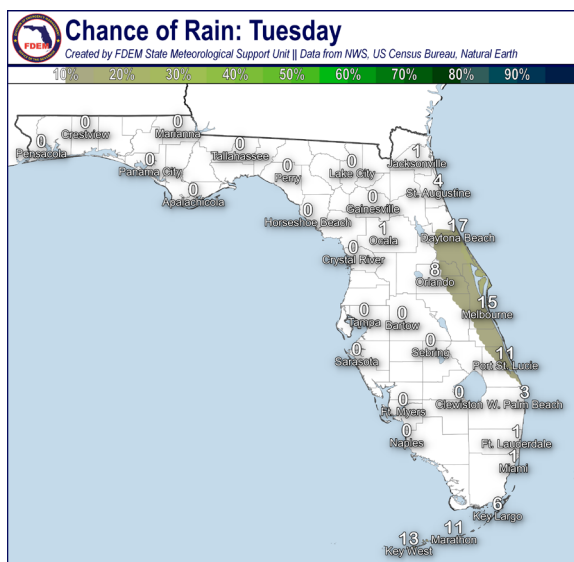 FDEM
Chance of Rain: Tuesday
Created by FDEM State Meteorological Support Unit || Data from NWS, US Census Bureau, Natural Earth
10% 20% 30% 40% 50% 60% 70% 80% 90%
0
Crestview
0
Marianna
0
Pensacola
0
Tallahassee
1
Jacksonville
0
Panama City
0
Perry
0
Lake City
4
St. Augustine
0
Apalachicola
0
Gainesville
0
Horseshoe Beach
1
Ocala
17
Daytona Beach
0
Crystal River
8
Orlando
15
Melbourne
0
Tampa
0
Bartow
0
Sarasota
0
Sebring
11
Port St. Lucie
0
Ft. Myers
0
Clewiston
3
W. Palm Beach
0
Naples
1
Ft. Lauderdale
1
Miami
6
Key Largo
11
Marathon
13
Key West